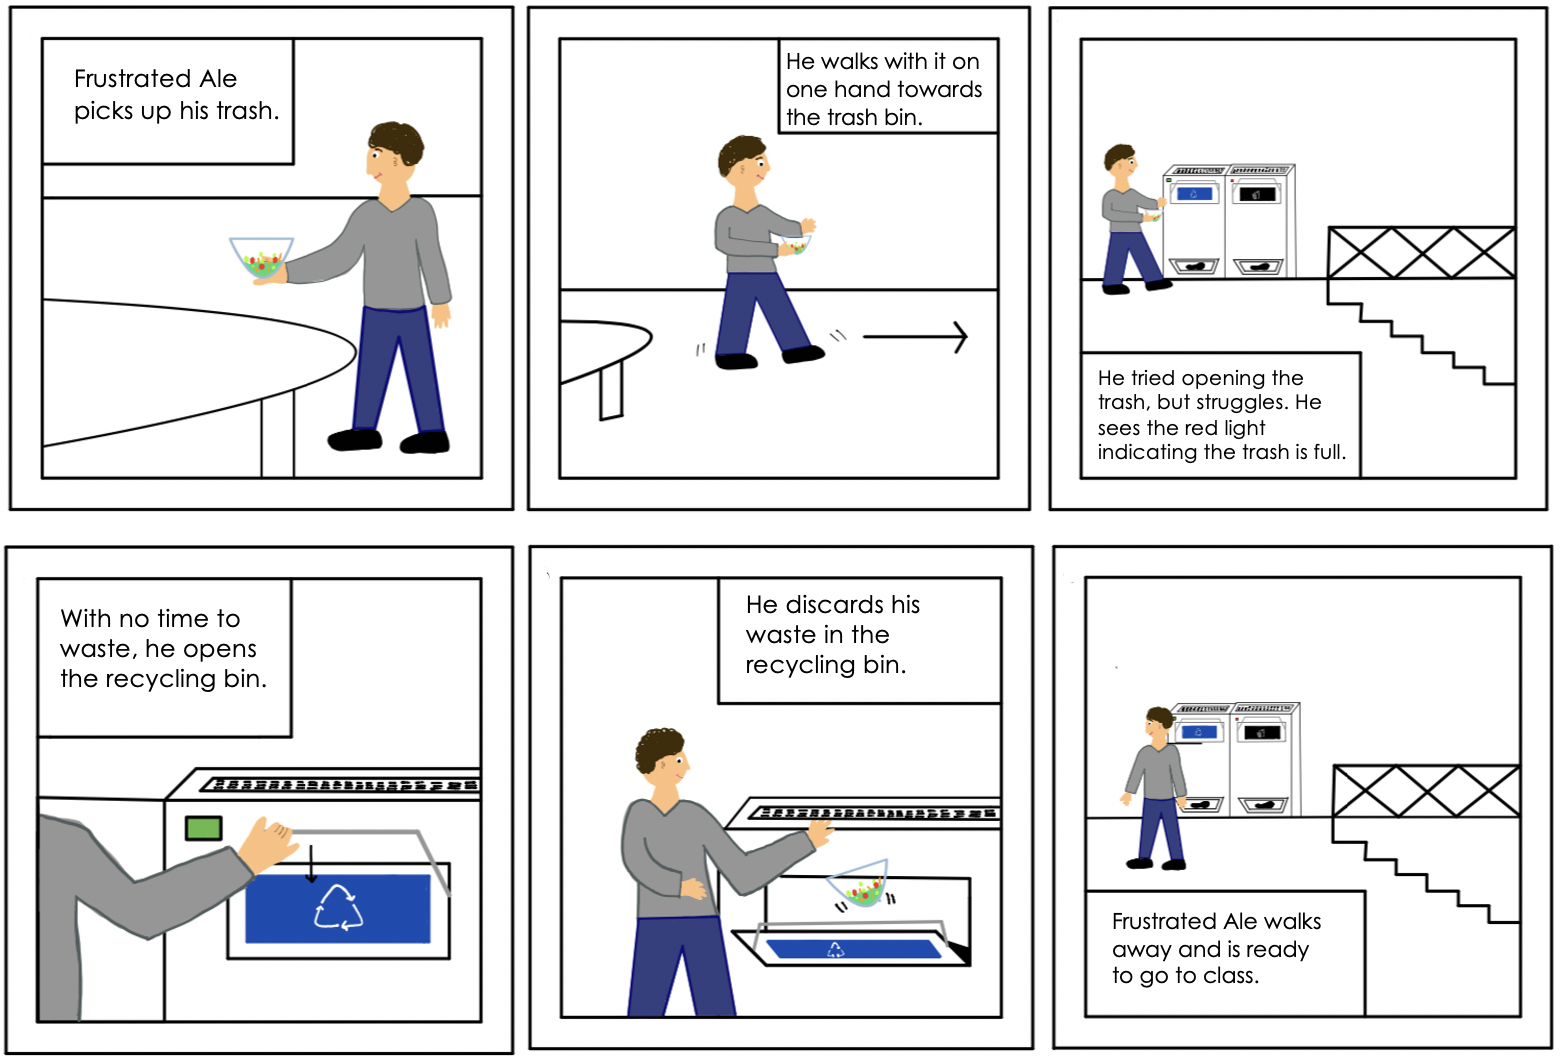 Frustrated Ale
picks up his trash.
He walks with it on
one hand towards
the trash bin.
He tried opening the
trash, but struggles. He
sees the red light
indicating the trash is full.
With no time to
waste, he opens
the recycling bin.
He discards his
waste in the
recycling bin.
Frustrated Ale walks
away and is ready
to go to class.